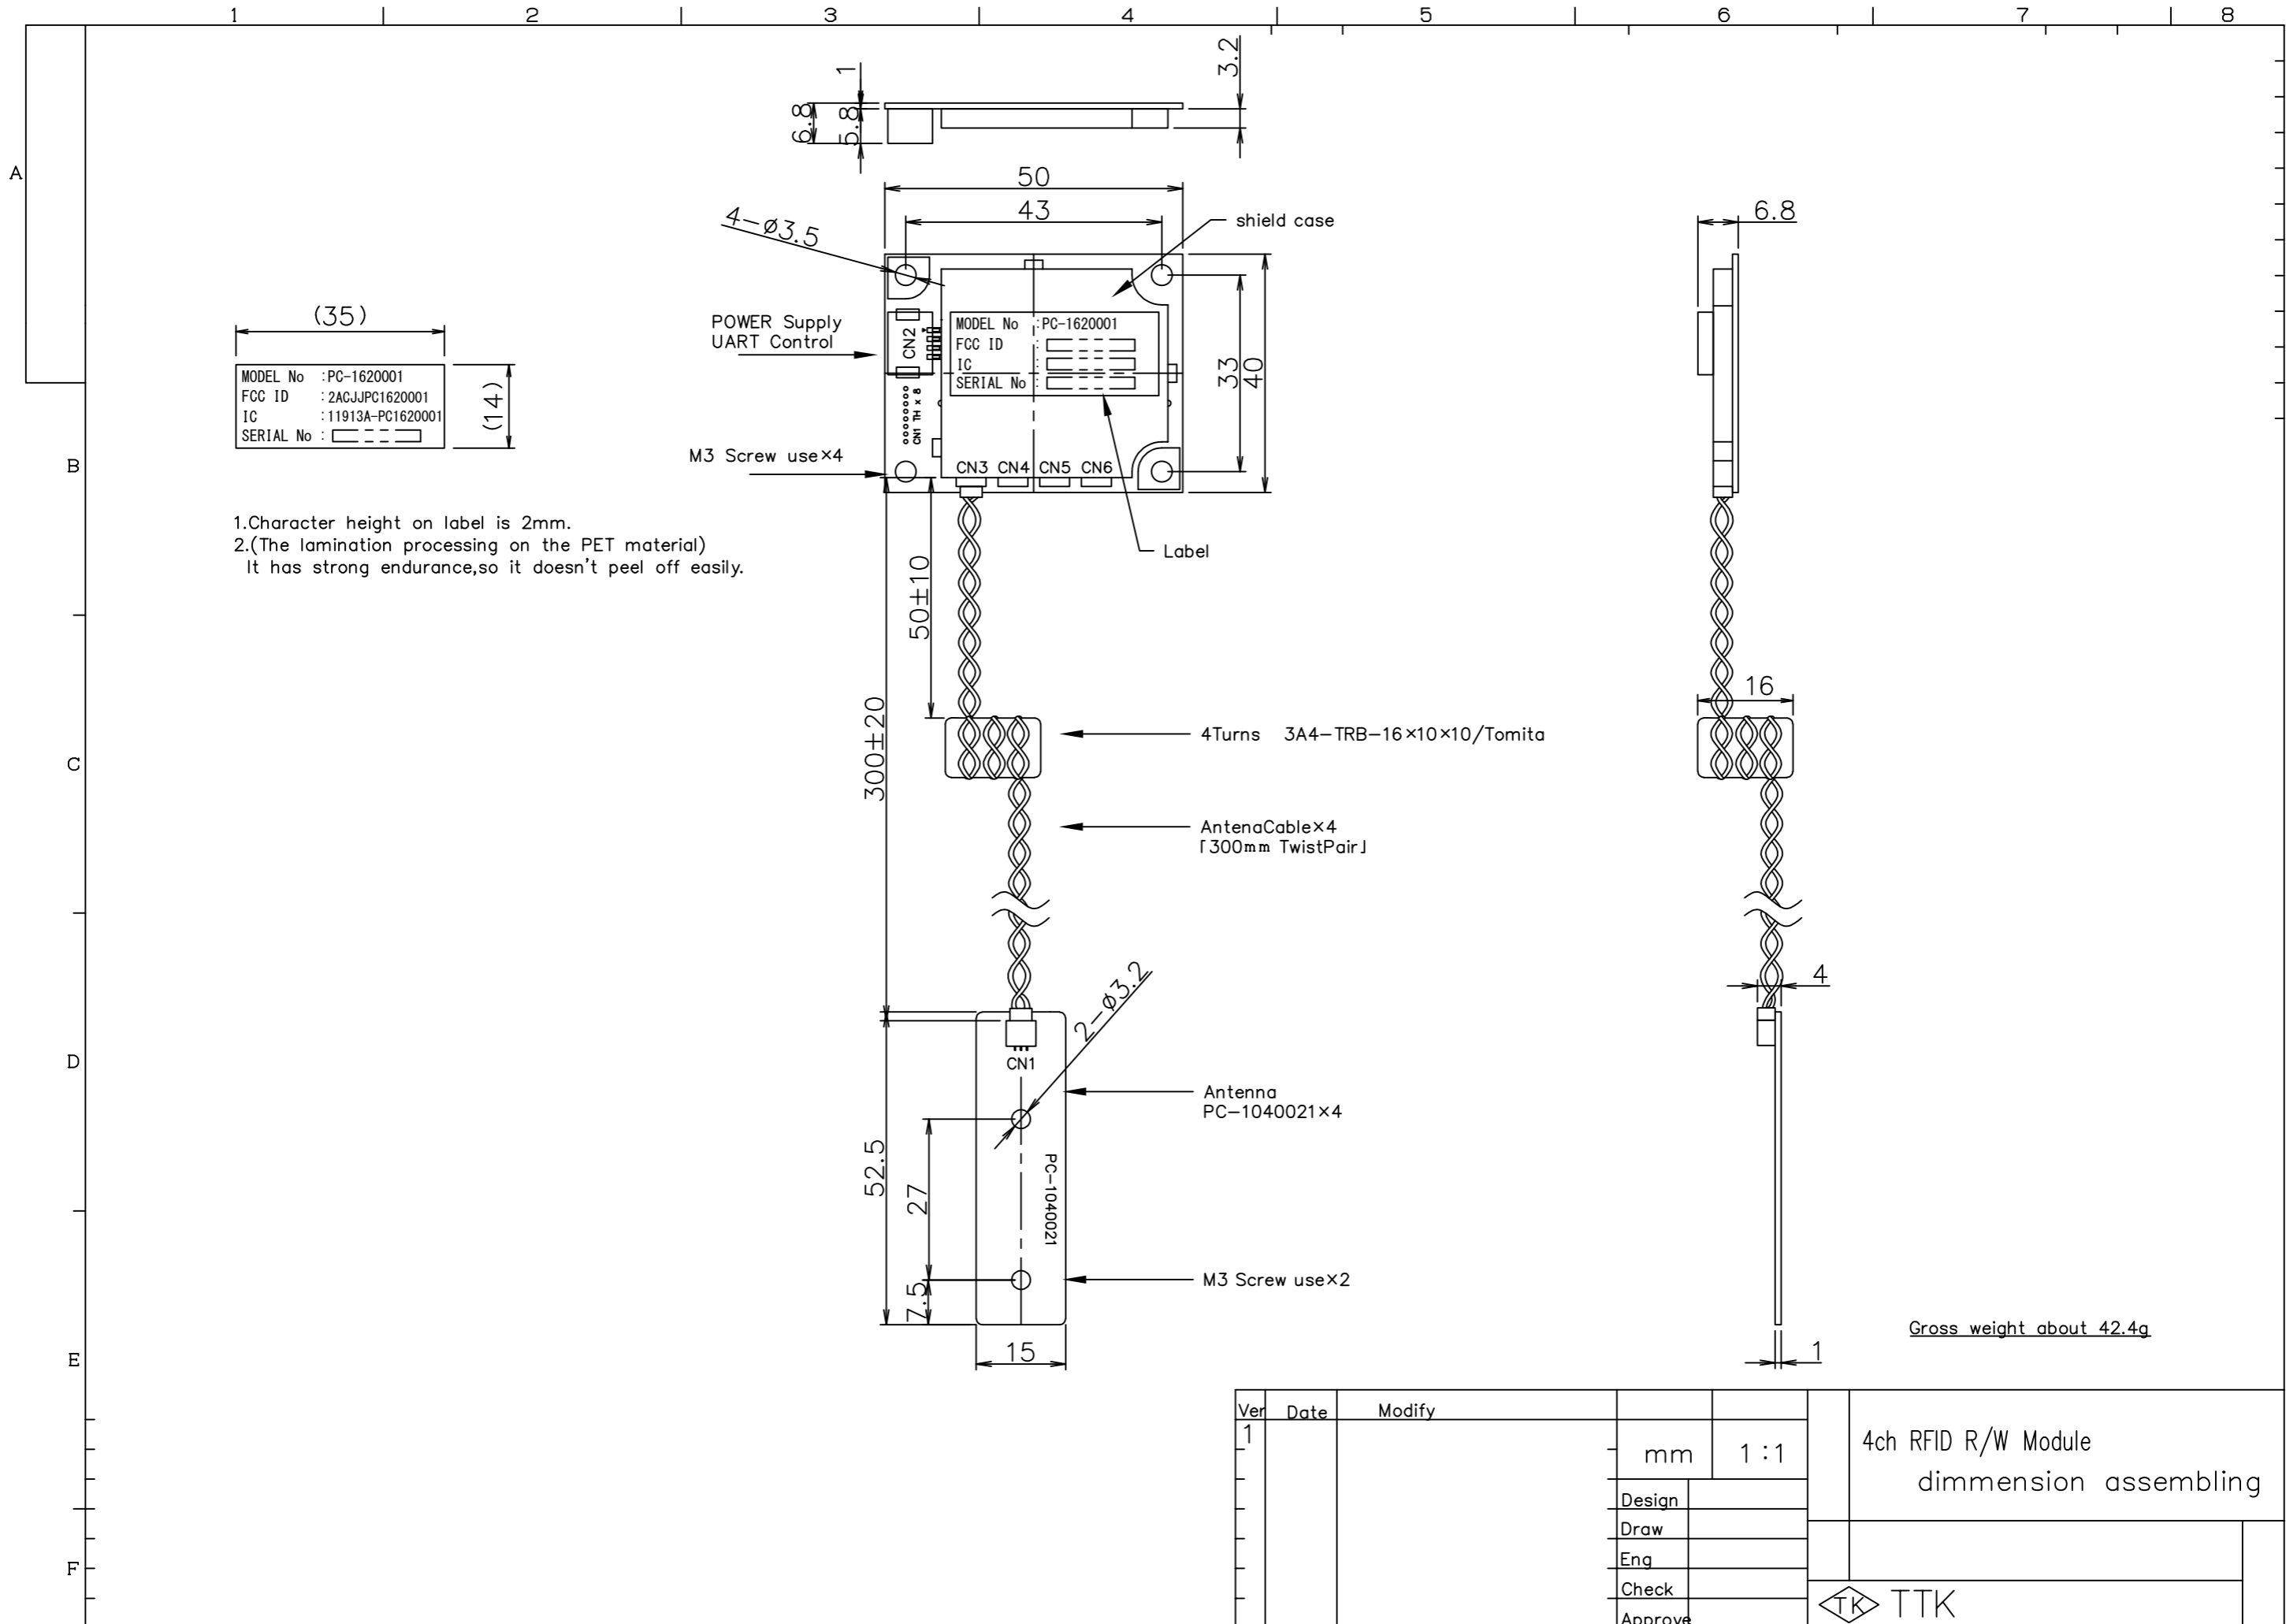 1 2 3 4 5 6 7 8
A
B
C
D
E
F
1
6.8
5.8
3.2
50
43
4-ø3.5
shield case
6.8
(35)
MODEL No :PC-1620001
FCC ID :2ACJJPC1620001
IC :11913A-PC1620001
SERIAL No :
(14)
1.Character height on label is 2mm.
2.(The lamination processing on the PET material)
It has strong endurance,so it doesn't peel off easily.
POWER Supply
UART Control
CN2
MODEL No :PC-1620001
FCC ID :
IC :
SERIAL No :
33
40
CN1 TH x 8
M3 Screw use×4
CN3 CN4 CN5 CN6
Label
50±10
300±20
16
4Turns 3A4-TRB-16×10×10/Tomita
AntenaCable×4
「300mm TwistPair」
4
2-ø3.2
CN1
Antenna
PC-1040021×4
PC-1040021
52.5
27
7.5
M3 Screw use×2
15
1
Gross weight about 42.4g
Ver Date Modify
1
mm 1:1
4ch RFID R/W Module
dimmension assembling
Design
Draw
Eng
Check
Approve
TK TTK